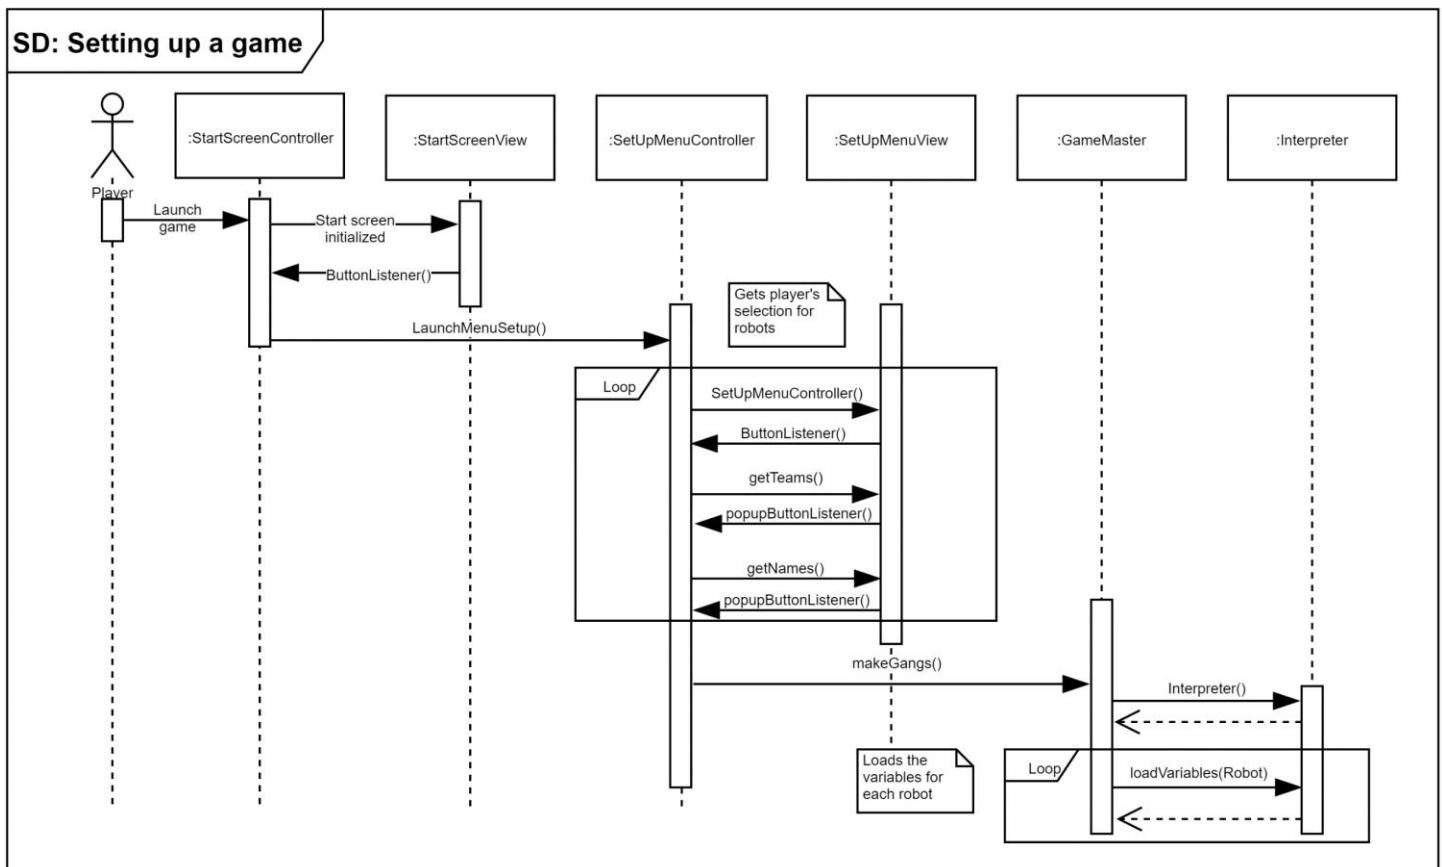 SD: Setting up a game
:StartScreenController
:StartScreenView
:SetUpMenuController
:SetUpMenuView
:GameMaster
:Interpreter
Player
Launch
game
Start screen
initialized
ButtonListener()
Gets player's
selection for
robots
LaunchMenuSetup()
Loop
SetUpMenuController()
ButtonListener()
getTeams()
popupButtonListener()
getNames()
popupButtonListener()
makeGangs()
Interpreter()
Loads the
variables for
each robot
Loop
loadVariables(Robot)